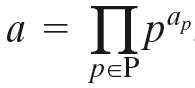 a = ∏_{p∈P} p^{a_p}.